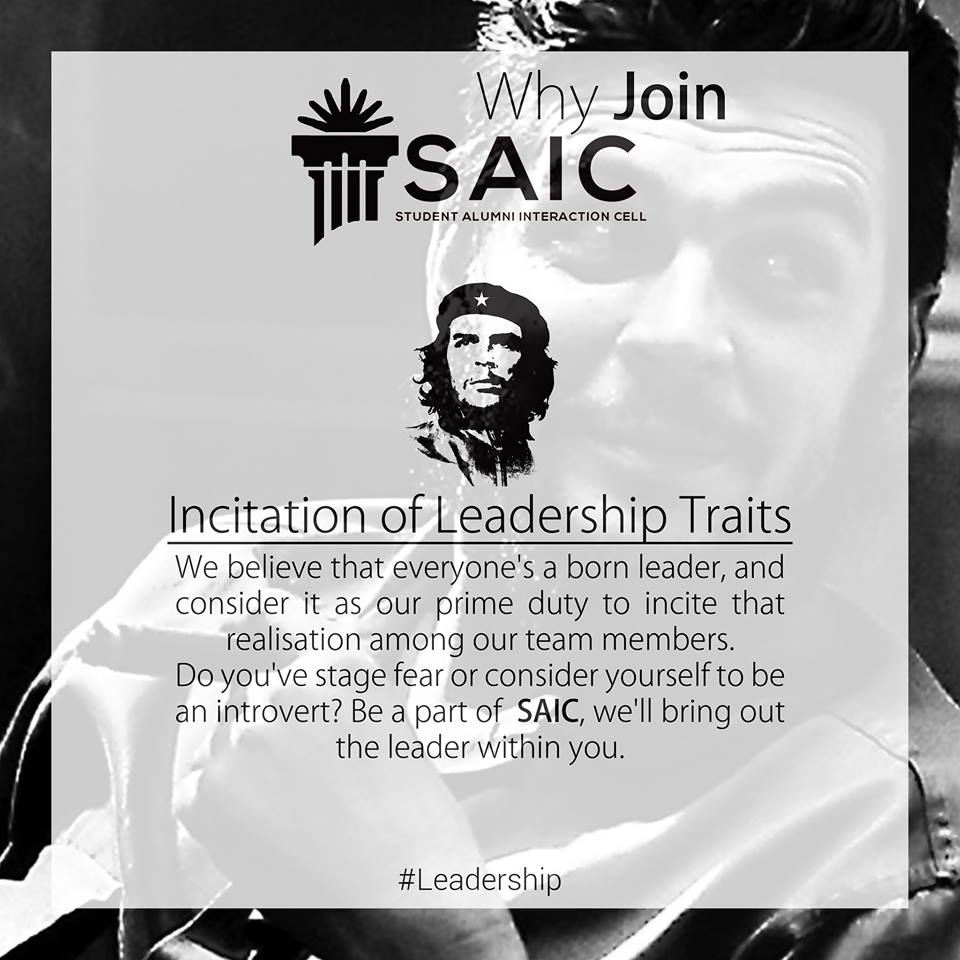 Why Join
SAIC
STUDENT ALUMNI INTERACTION CELL
Incitation of Leadership Traits
We believe that everyone's a born leader, and
consider it as our prime duty to incite that
realisation among our team members.
Do you've stage fear or consider yourself to be
an introvert? Be a part of SAIC, we'll bring out
the leader within you.
#Leadership